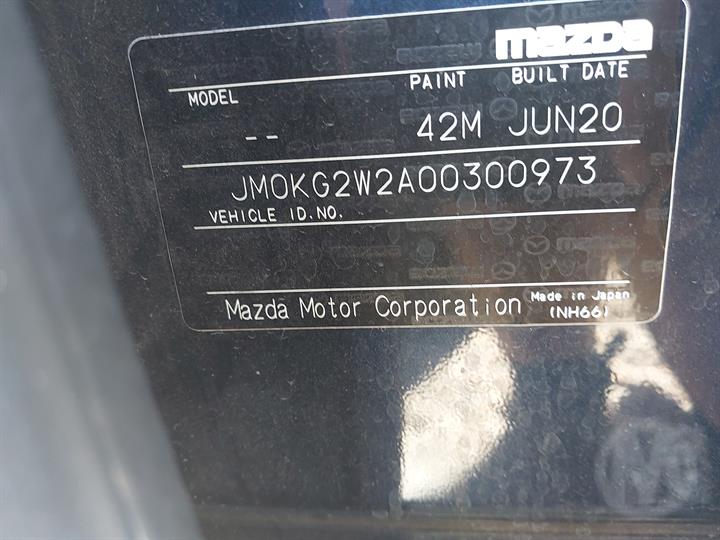 mazda
MODEL PAINT BUILT DATE
-- 42M JUN20
JM0KG2W2A00300973
VEHICLE ID.NO.
Mazda Motor Corporation Made in Japan
(NH66)